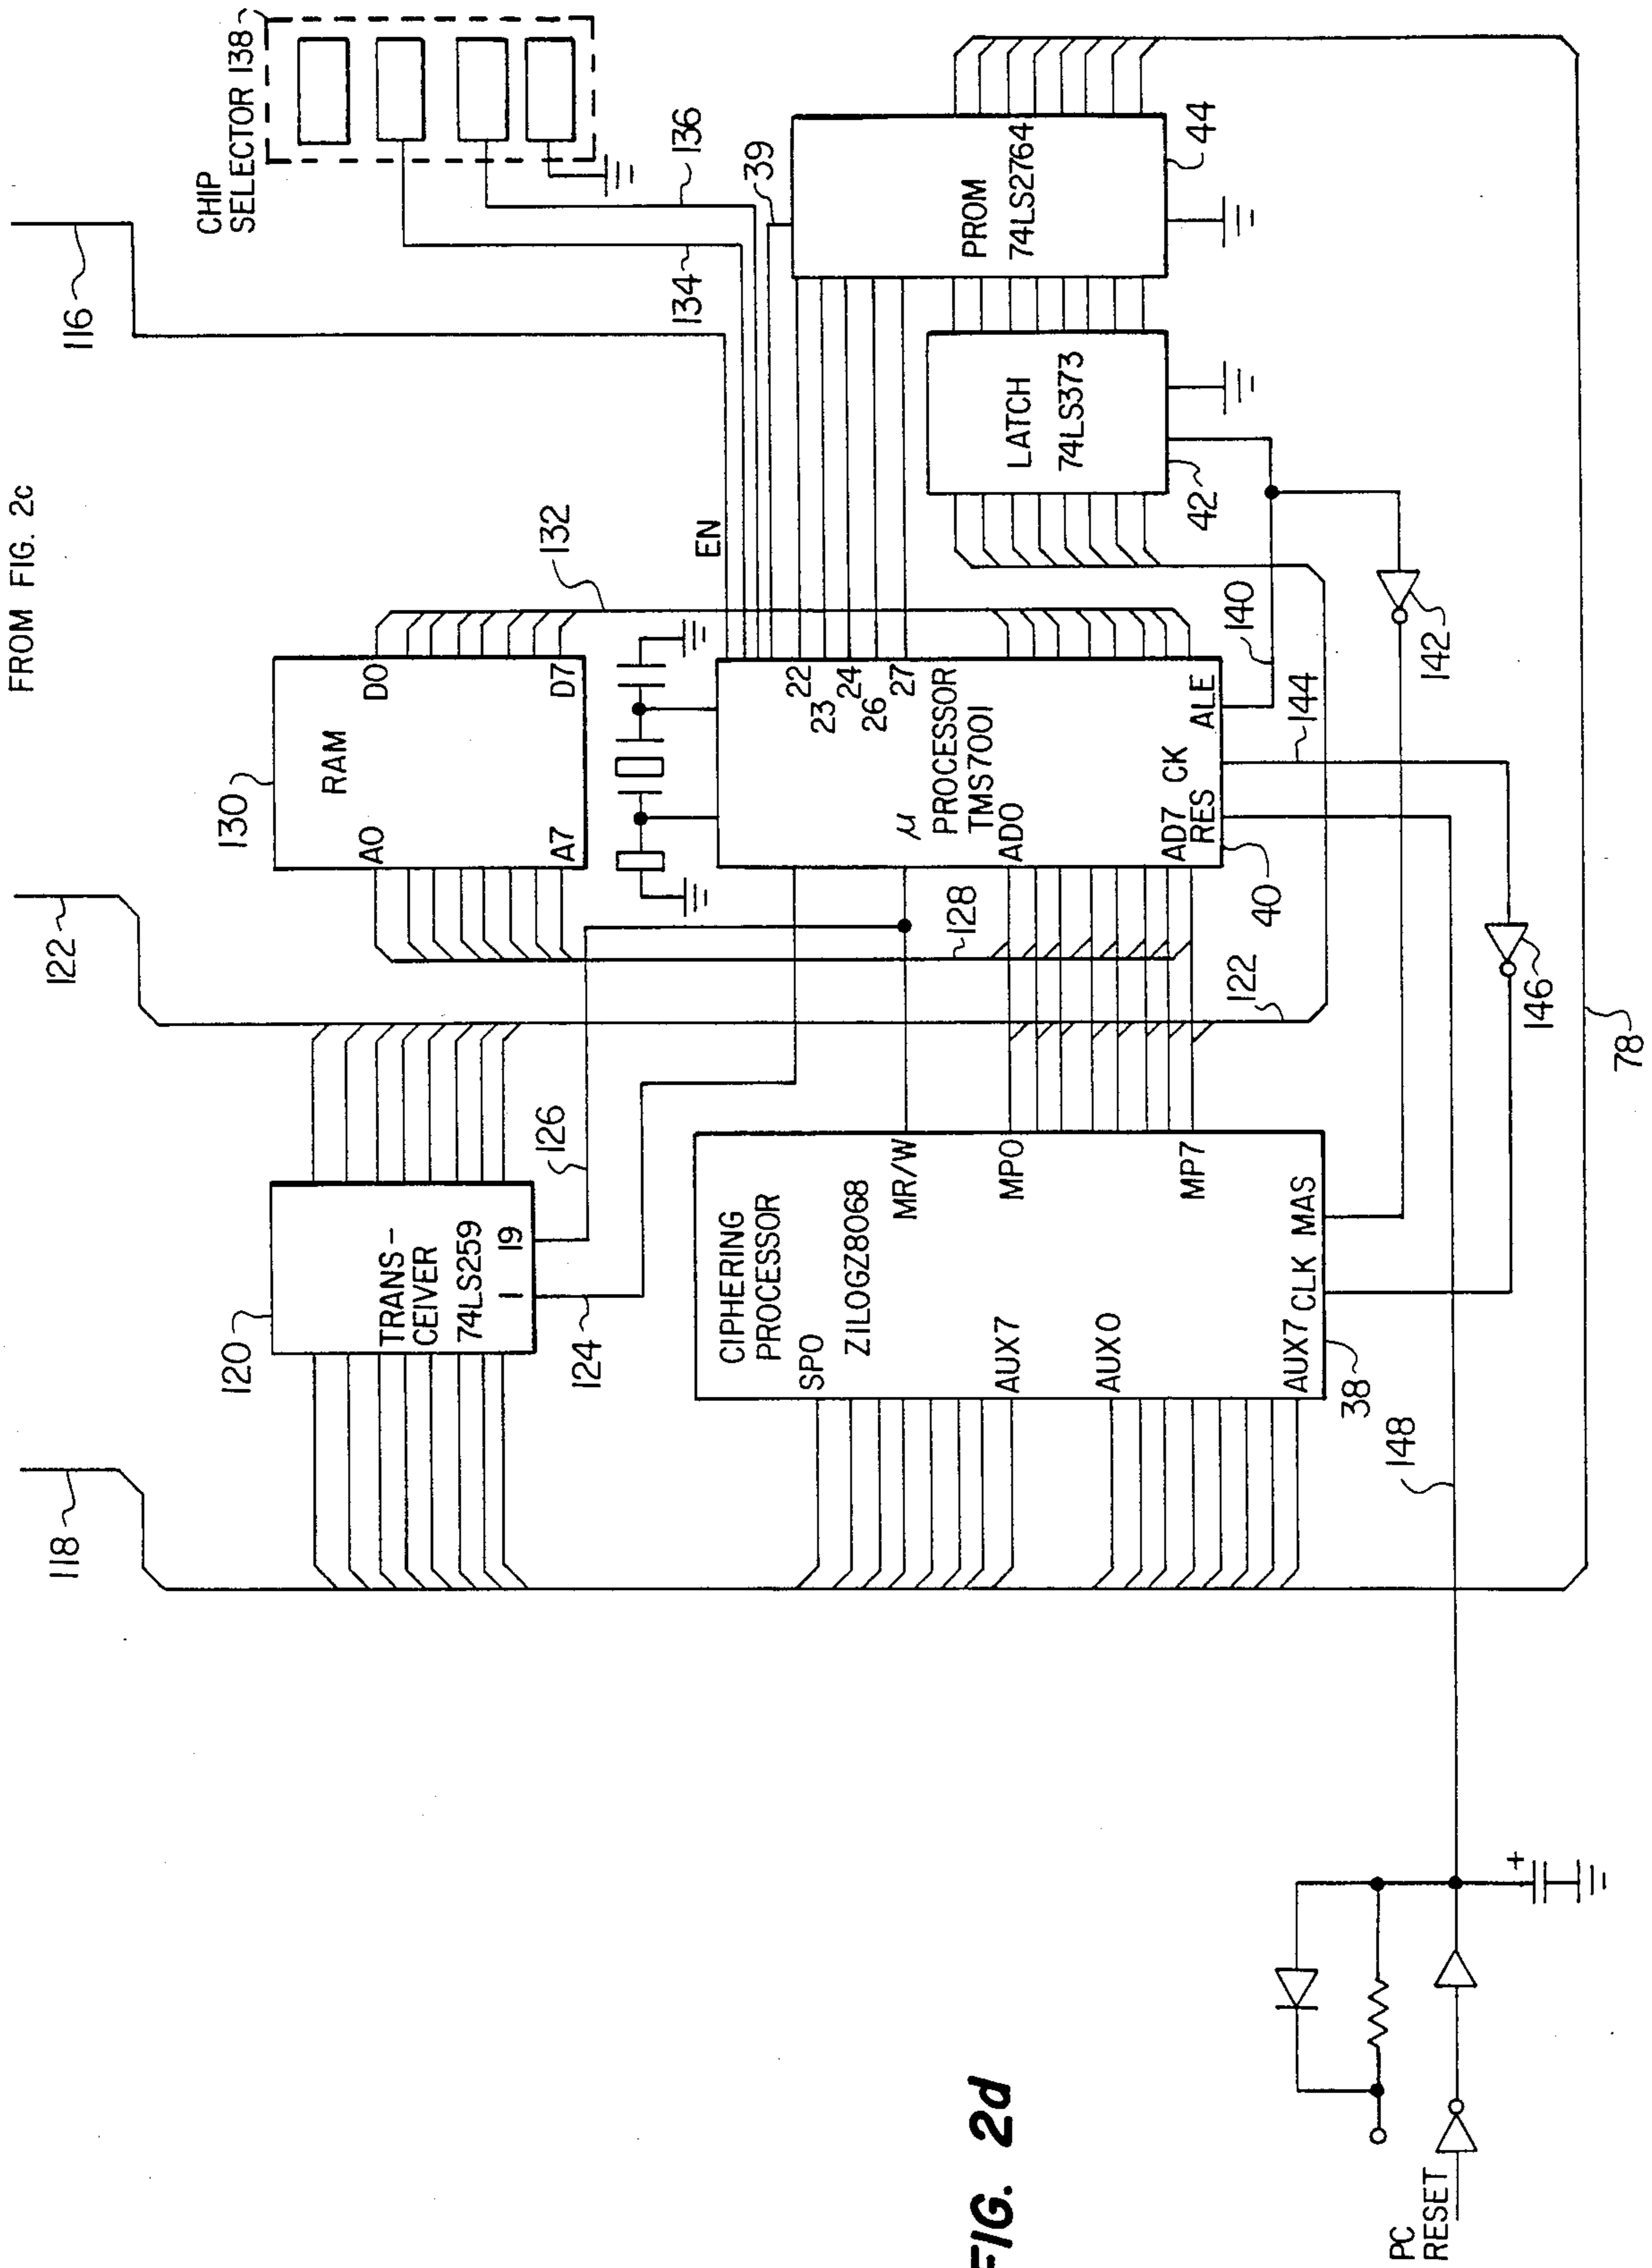 FROM FIG. 2c
118
122
116
CHIP
SELECTOR 138
120
TRANS-
CEIVER
74LS259
1 19
124
126
130
RAM
A0
A7
D0
D7
132
EN
134
136
39
CIPHERING
PROCESSOR
ZILOGZ8068
SP0
AUX7
AUX0
AUX7
MR/W
MP0
MP7
CLK MAS
38
128
122
μ
PROCESSOR
TMS7001
22
23
24
26
27
AD0
AD7
RES
CK
ALE
40
LATCH
74LS373
42
PROM
74LS2764
44
140
142
144
146
148
78
PC
RESET
+
FIG. 2d